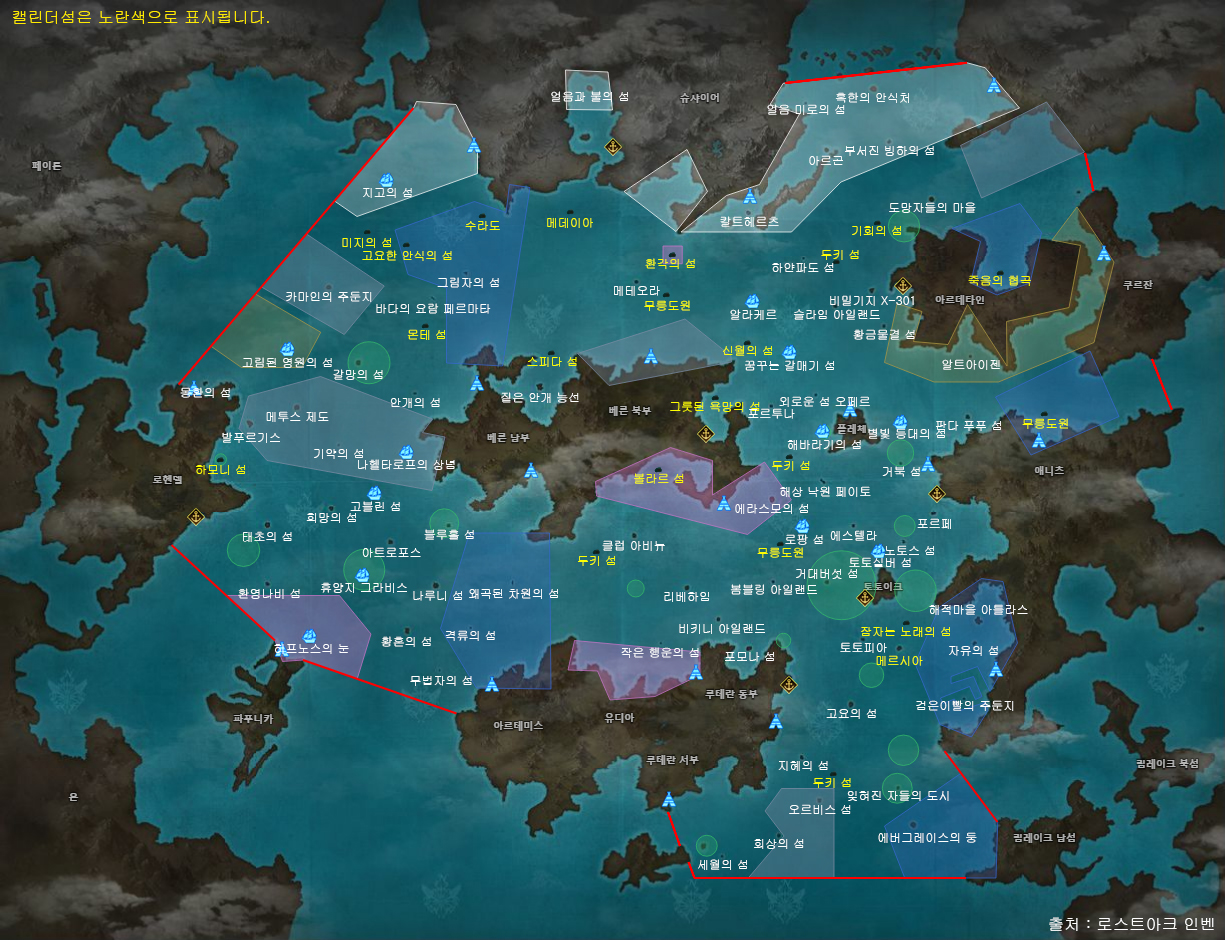 캘린더섬은 노란색으로 표시됩니다.
얼음과 불의 섬
슈샤이어
혹한의 안식처
얼음 미로의 섬
아르곤
부서진 빙하의 섬
페이튼
지고의 섬
도망자들의 마을
칼트헤르츠
수라도
메데이아
기회의 섬
미지의 섬
고요한 안식의 섬
두키 섬
환각의 섬
하얀파도 섬
그림자의 섬
죽음의 협곡
쿠르잔
카마인의 주둔지
메테오라
비밀기지 X-301
아르데타인
바다의 요람 페르마타
무릉도원
알라케르
슬라임 아일랜드
몬테 섬
황금물결 섬
신월의 섬
고립된 영원의 섬
스피다 섬
꿈꾸는 갈매기 섬
알트아이젠
갈망의 섬
몽환의 섬
짙은 안개 능선
안개의 섬
외로운 섬 오페르
그릇된 욕망의 섬
베른 북부
포르투나
메투스 제도
플레체
별빛 등대의 섬
판다 푸푸 섬
무릉도원
발푸르기스
베른 남부
해바라기의 섬
기약의 섬
나헬타로프의 상념
두키 섬
하모니 섬
거북 섬
애니츠
로헨델
볼라르 섬
해상 낙원 페이토
고블린 섬
에라스모의 섬
희망의 섬
포르페
태초의 섬
블루홀 섬
로팡 섬
에스텔라
클럽 아비뉴
아트로포스
무릉도원
노토스 섬
두키 섬
토토실버 섬
거대버섯 섬
휴양지 그라비스
토토이크
환영나비 섬
나루니 섬
왜곡된 차원의 섬
봄블링 아일랜드
리베하임
해적마을 아틀라스
비키니 아일랜드
잠자는 노래의 섬
격류의 섬
황혼의 섬
히프노스의 눈
작은 행운의 섬
포모나 섬
토토피아
자유의 섬
메르시아
무법자의 섬
루테란 동부
검은이빨의 주둔지
파푸니카
아르테미스
유디아
고요의 섬
루테란 서부
지혜의 섬
림레이크 북섬
두키 섬
은
잊혀진 자들의 도시
오르비스 섬
에버그레이스의 둥
림레이크 남섬
회상의 섬
세월의 섬
출처 : 로스트아크 인벤